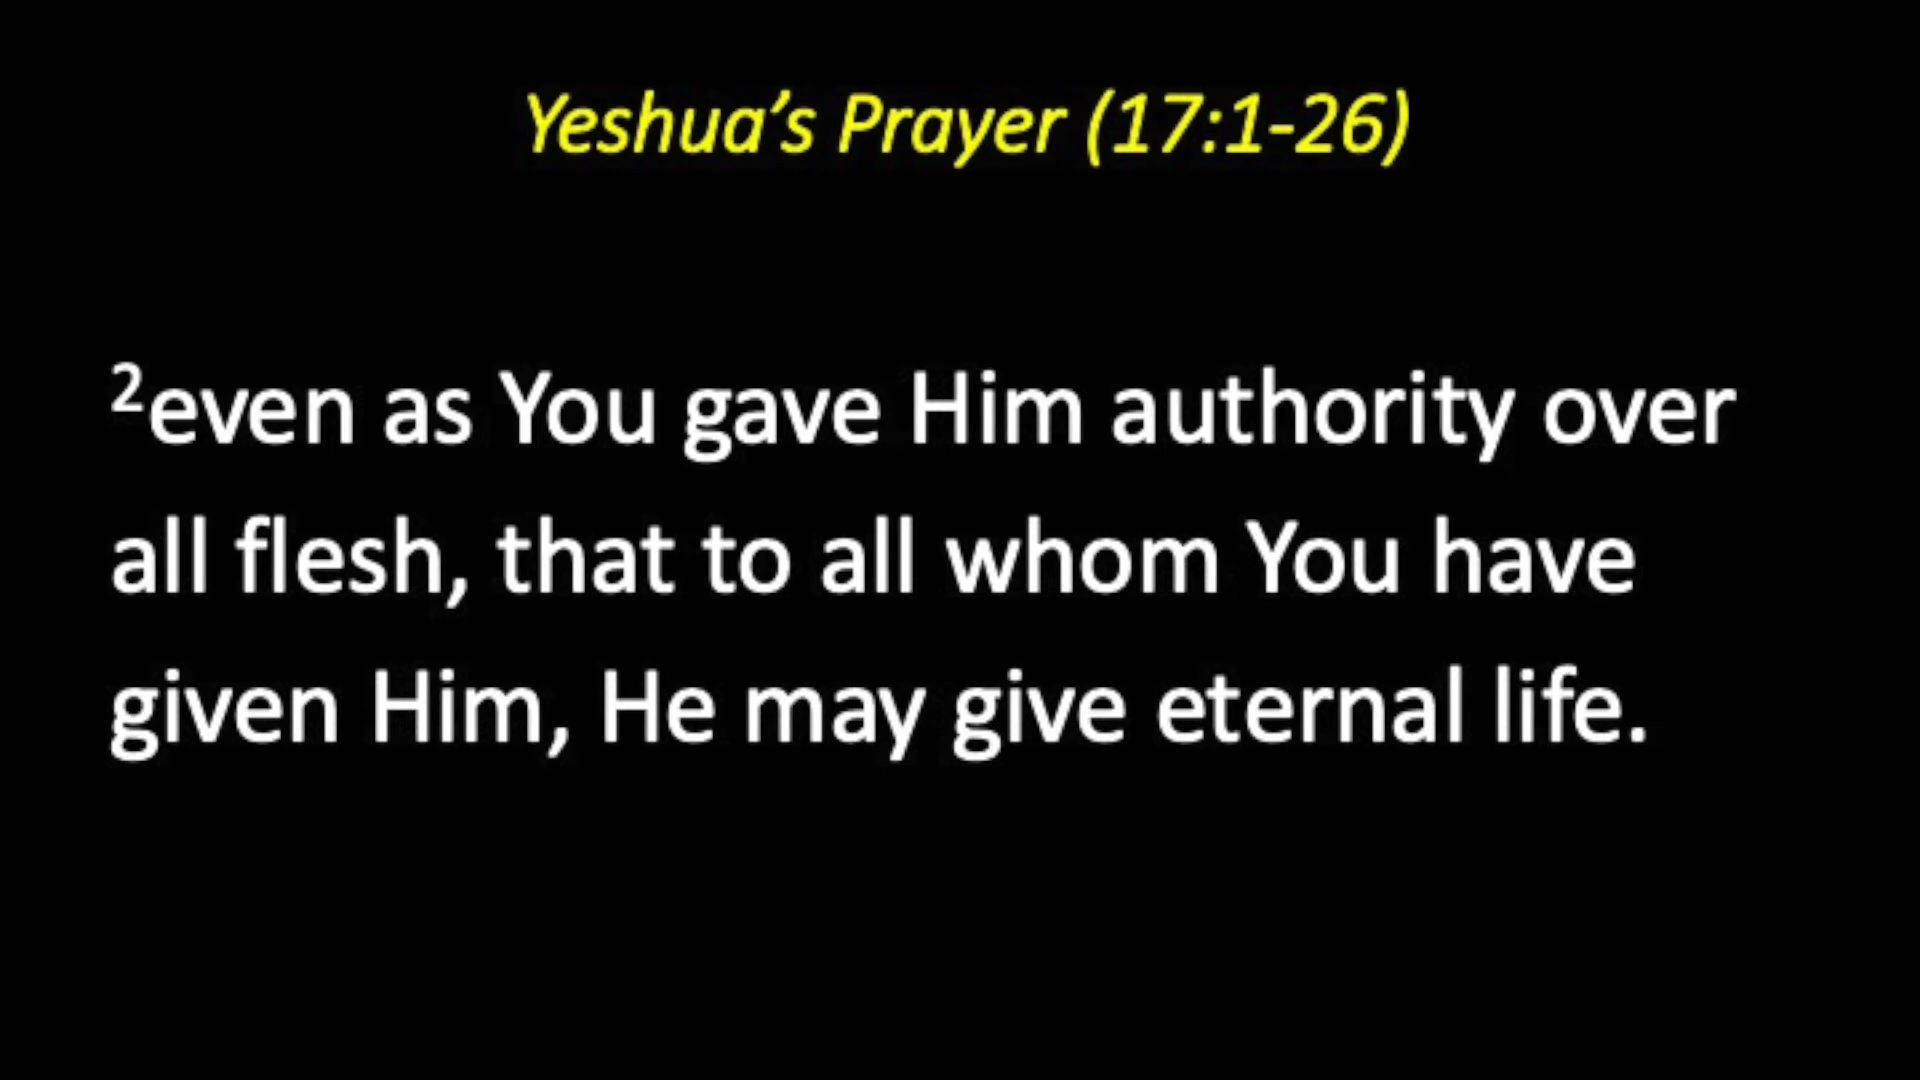 Yeshua’s Prayer (17:1-26)
²even as You gave Him authority over
all flesh, that to all whom You have
given Him, He may give eternal life.